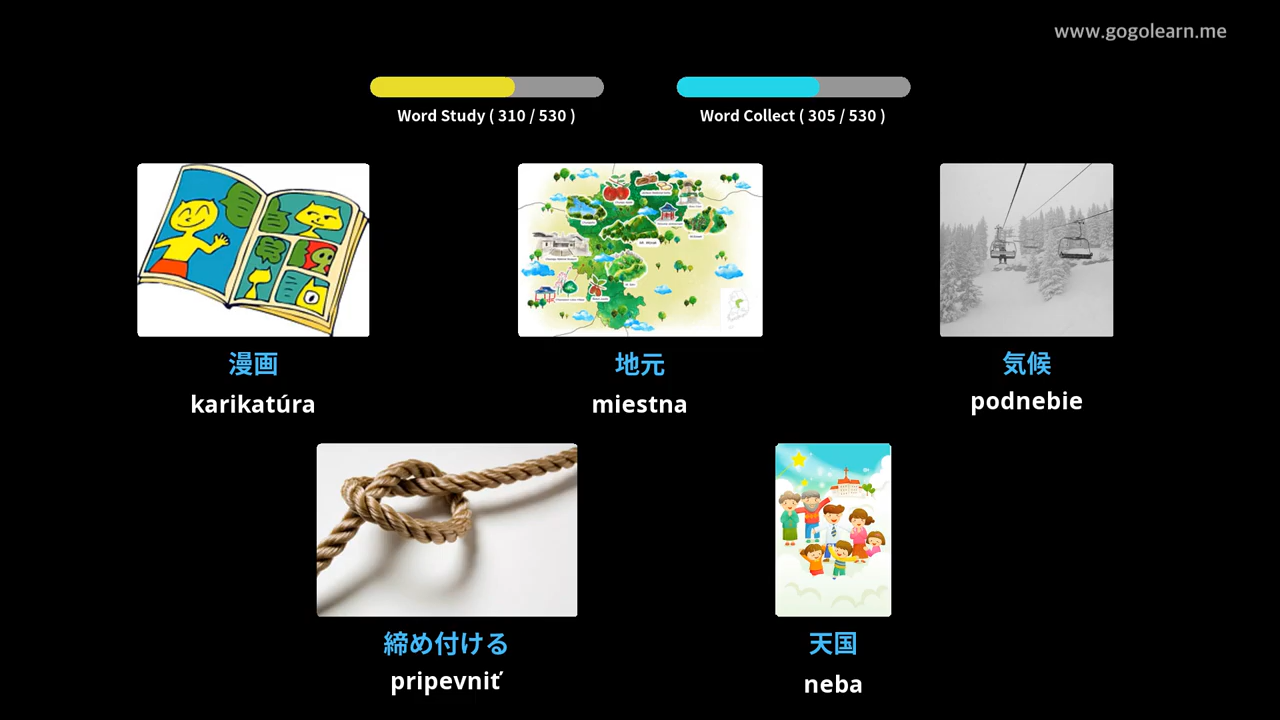 www.gogolearn.me
Word Study ( 310 / 530 )
Word Collect ( 305 / 530 )
漫画
karikatúra
地元
miestna
気候
podnebie
締め付ける
pripevniť
天国
neba